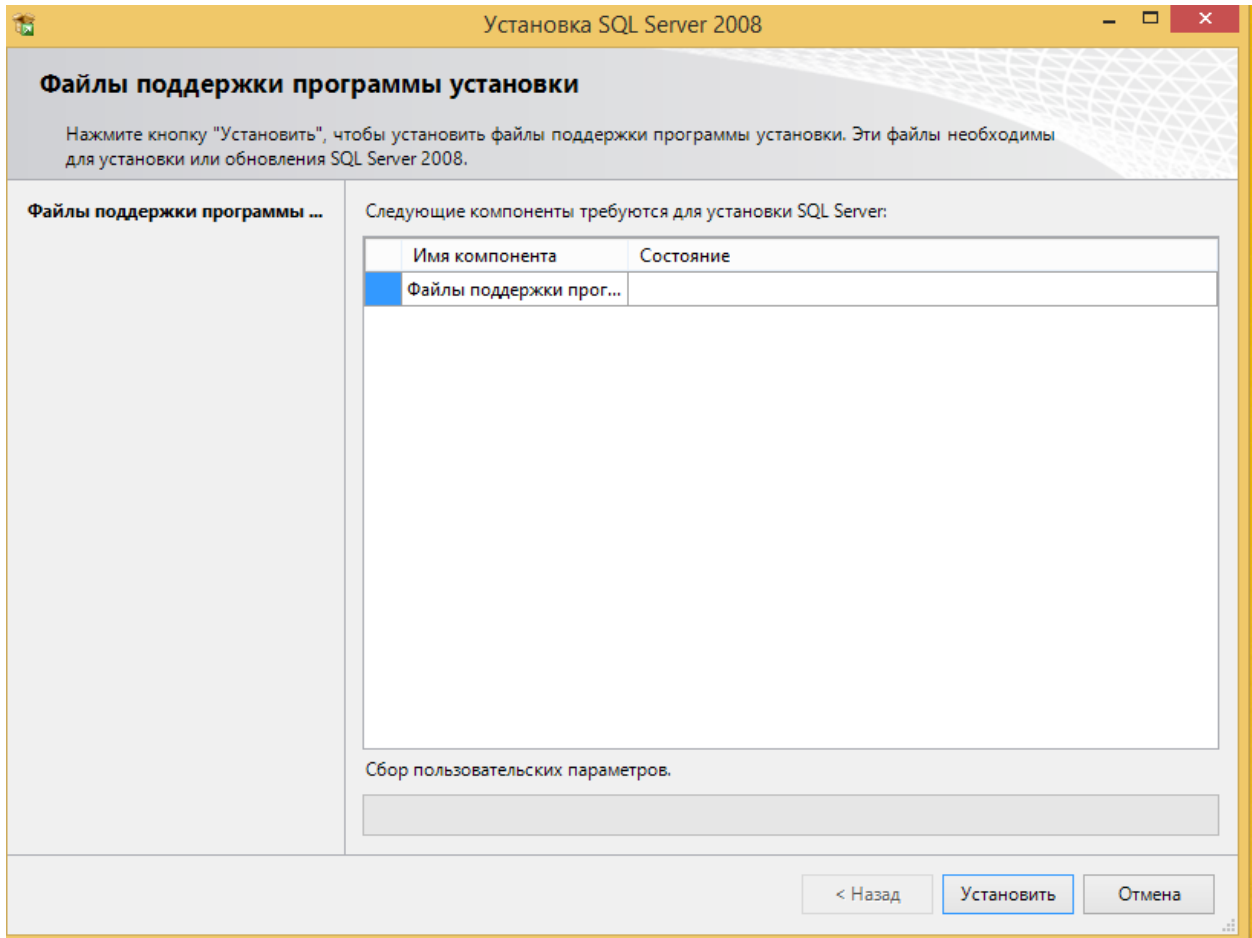 Установка SQL Server 2008
Файлы поддержки программы установки
Нажмите кнопку "Установить", чтобы установить файлы поддержки программы установки. Эти файлы необходимы
для установки или обновления SQL Server 2008.
Файлы поддержки программы ...
Следующие компоненты требуются для установки SQL Server:
Имя компонента Состояние
Файлы поддержки прог...
Сбор пользовательских параметров.
< Назад Установить Отмена